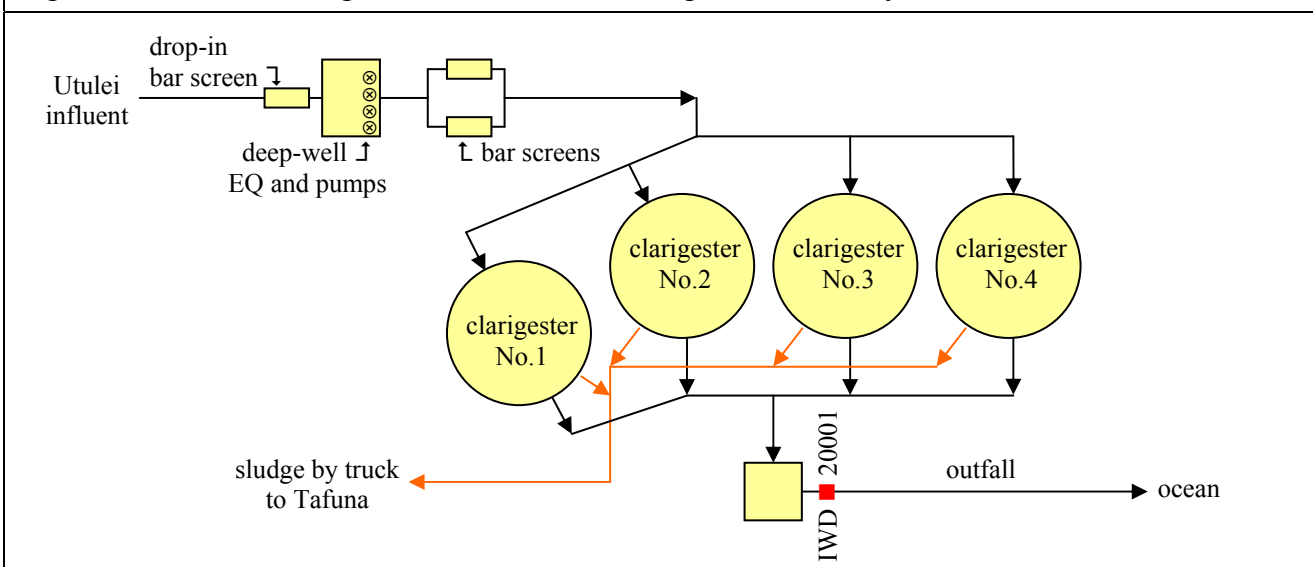 drop-in
bar screen
Utulei
influent
deep-well
EQ and pumps
bar screens
clarigester
No.1
clarigester
No.2
clarigester
No.3
clarigester
No.4
sludge by truck
to Tafuna
IWD 20001
outfall
ocean